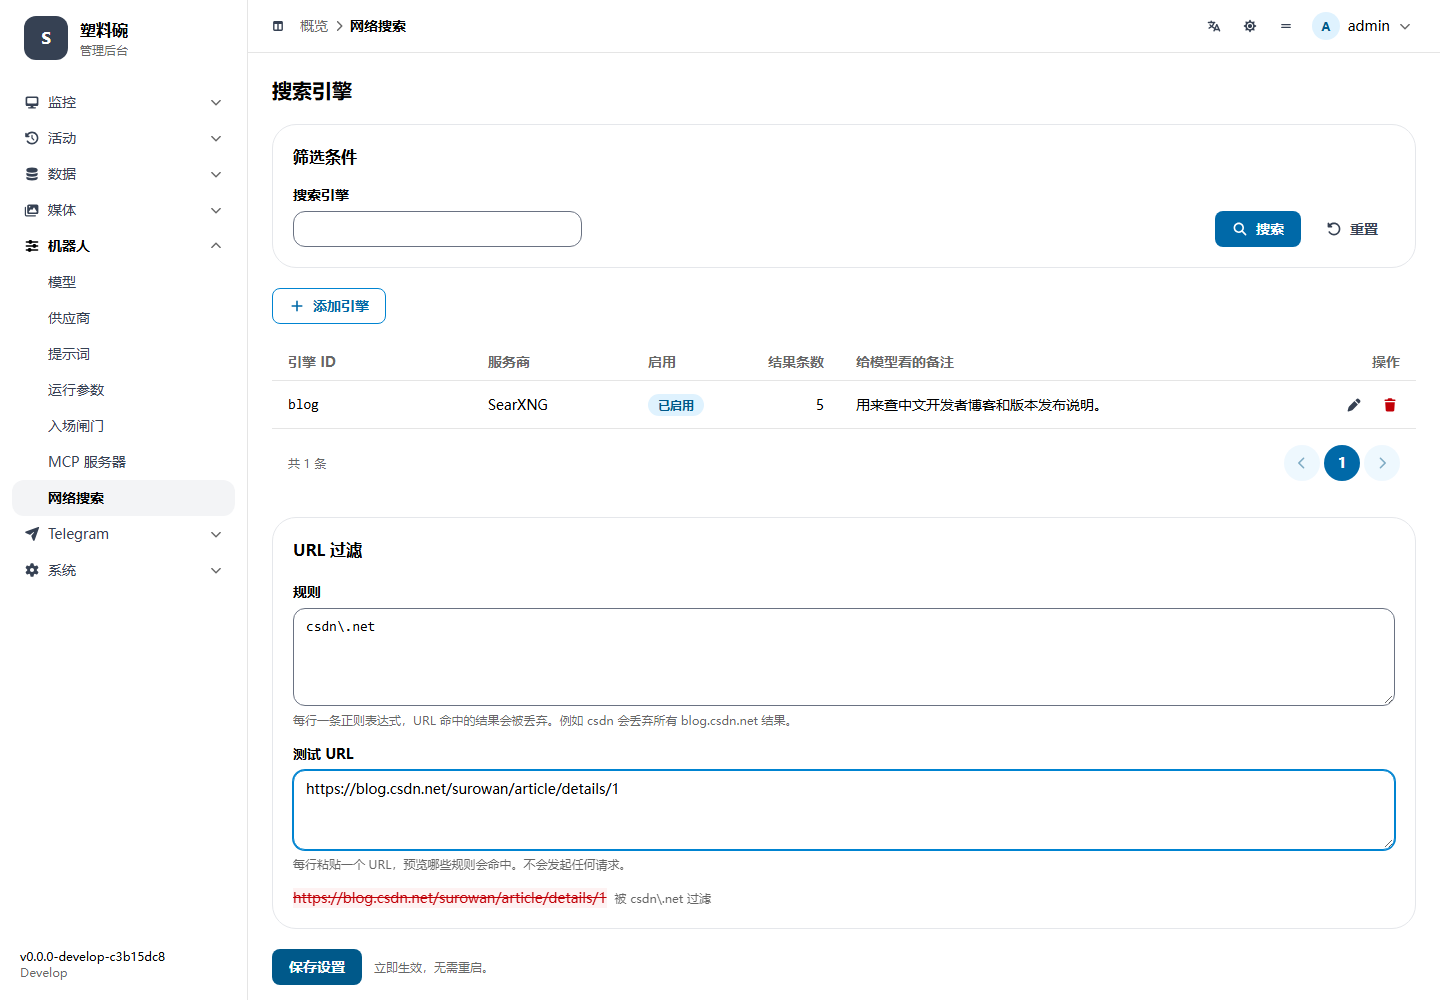 S
塑料碗
管理后台
监控
活动
数据
媒体
机器人
模型
供应商
提示词
运行参数
入场闸门
MCP 服务器
网络搜索
Telegram
系统
v0.0.0-develop-c3b15dc8
Develop
概览
网络搜索
A
admin
搜索引擎
筛选条件
搜索引擎
搜索
重置
添加引擎
引擎 ID 服务商 启用 结果条数 给模型看的备注 操作
blog SearXNG 已启用 5 用来查中文开发者博客和版本发布说明。
共 1 条
1
URL 过滤
规则
csdn\.net
每行一条正则表达式，URL 命中的结果会被丢弃。例如 csdn 会丢弃所有 blog.csdn.net 结果。
测试 URL
https://blog.csdn.net/surowan/article/details/1
每行粘贴一个 URL，预览哪些规则会命中。不会发起任何请求。
https://blog.csdn.net/surowan/article/details/1 被 csdn\.net 过滤
保存设置 立即生效，无需重启。